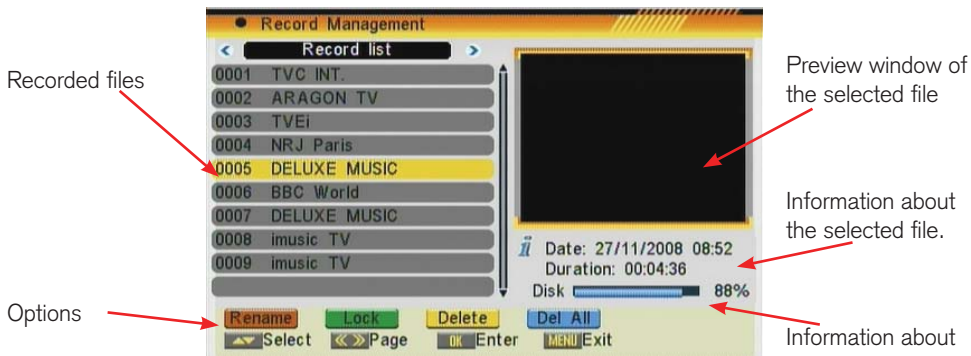 Record Management
Record list
Recorded files
0001 TVC INT.
0002 ARAGON TV
0003 TVEi
0004 NRJ Paris
0005 DELUXE MUSIC
0006 BBC World
0007 DELUXE MUSIC
0008 imusic TV
0009 imusic TV
Preview window of
the selected file
Information about
the selected file.
Date: 27/11/2008 08:52
Duration: 00:04:36
Disk 88%
Options
Rename Lock Delete Del All
Select Page OK Enter MENU Exit
Information about